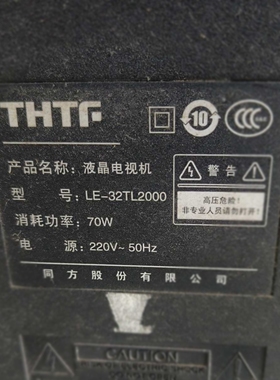 THTF
10
CCC
产品名称: 液晶电视机
型 号: LE-32TL2000
消耗功率: 70W
电 源: 220V~ 50Hz
警告
高压危险!
非专业人员请勿打开!
同方股份有限公司
CAUTION